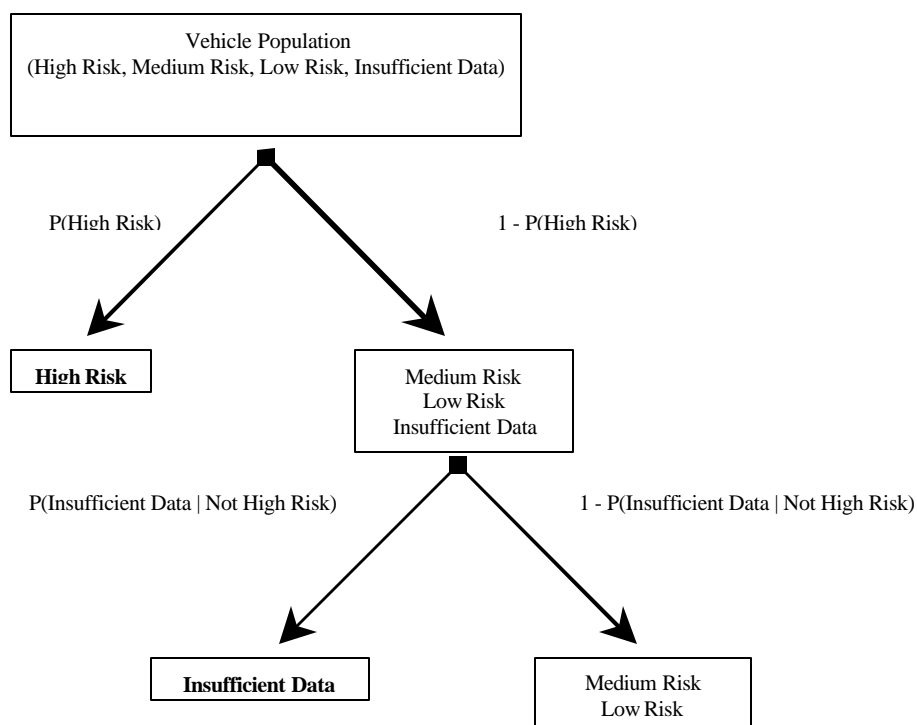 Vehicle Population
(High Risk, Medium Risk, Low Risk, Insufficient Data)
P(High Risk)
1 - P(High Risk)
High Risk
Medium Risk
Low Risk
Insufficient Data
P(Insufficient Data | Not High Risk)
1 - P(Insufficient Data | Not High Risk)
Insufficient Data
Medium Risk
Low Risk